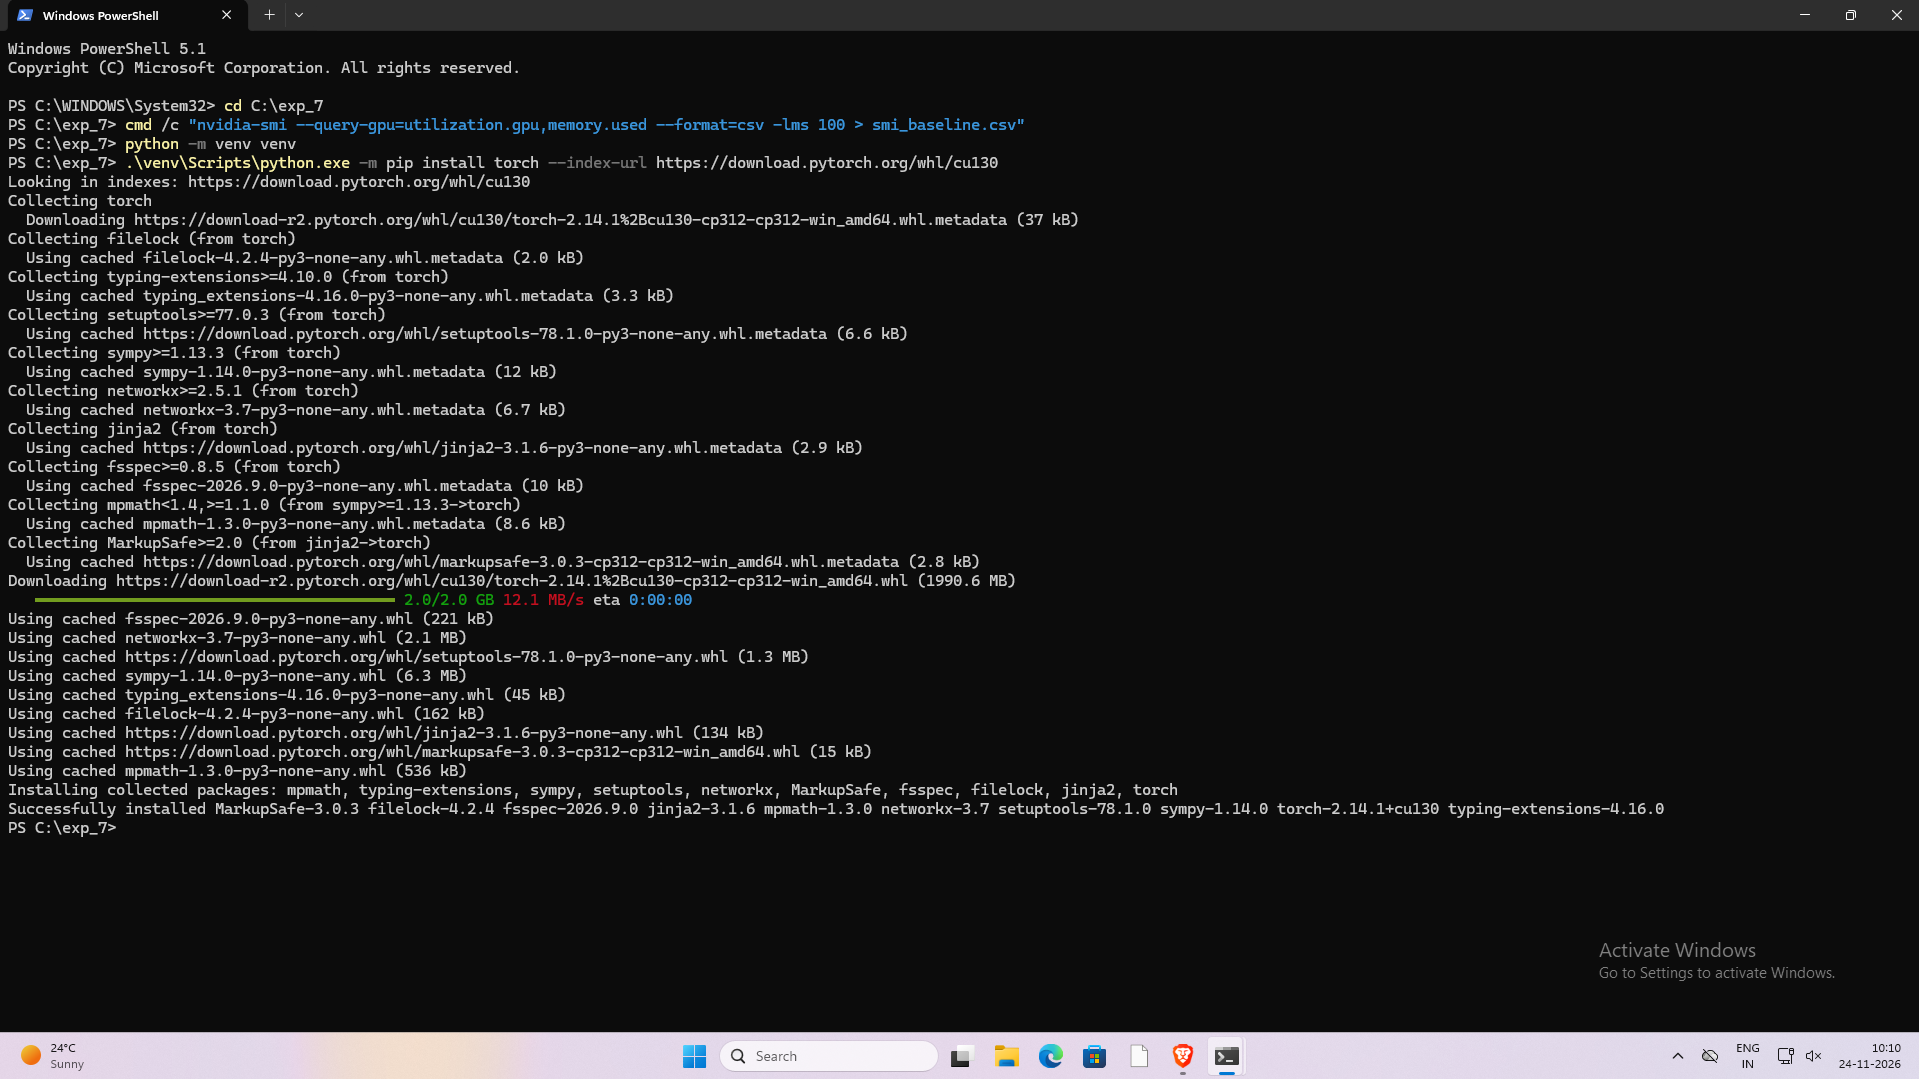 Windows PowerShell
Windows PowerShell 5.1
Copyright (C) Microsoft Corporation. All rights reserved.
PS C:\WINDOWS\System32> cd C:\exp_7
PS C:\exp_7> cmd /c "nvidia-smi --query-gpu=utilization.gpu,memory.used --format=csv -lms 100 > smi_baseline.csv"
PS C:\exp_7> python -m venv venv
PS C:\exp_7> .\venv\Scripts\python.exe -m pip install torch --index-url https://download.pytorch.org/whl/cu130
Looking in indexes: https://download.pytorch.org/whl/cu130
Collecting torch
  Downloading https://download-r2.pytorch.org/whl/cu130/torch-2.14.1%2Bcu130-cp312-cp312-win_amd64.whl.metadata (37 kB)
Collecting filelock (from torch)
  Using cached filelock-4.2.4-py3-none-any.whl.metadata (2.0 kB)
Collecting typing-extensions>=4.10.0 (from torch)
  Using cached typing_extensions-4.16.0-py3-none-any.whl.metadata (3.3 kB)
Collecting setuptools>=77.0.3 (from torch)
  Using cached https://download.pytorch.org/whl/setuptools-78.1.0-py3-none-any.whl.metadata (6.6 kB)
Collecting sympy>=1.13.3 (from torch)
  Using cached sympy-1.14.0-py3-none-any.whl.metadata (12 kB)
Collecting networkx>=2.5.1 (from torch)
  Using cached networkx-3.7-py3-none-any.whl.metadata (6.7 kB)
Collecting jinja2 (from torch)
  Using cached https://download.pytorch.org/whl/jinja2-3.1.6-py3-none-any.whl.metadata (2.9 kB)
Collecting fsspec>=0.8.5 (from torch)
  Using cached fsspec-2026.9.0-py3-none-any.whl.metadata (10 kB)
Collecting mpmath<1.4,>=1.1.0 (from sympy>=1.13.3->torch)
  Using cached mpmath-1.3.0-py3-none-any.whl.metadata (8.6 kB)
Collecting MarkupSafe>=2.0 (from jinja2->torch)
  Using cached https://download.pytorch.org/whl/markupsafe-3.0.3-cp312-cp312-win_amd64.whl.metadata (2.8 kB)
Downloading https://download-r2.pytorch.org/whl/cu130/torch-2.14.1%2Bcu130-cp312-cp312-win_amd64.whl (1990.6 MB)
2.0/2.0 GB 12.1 MB/s eta 0:00:00
Using cached fsspec-2026.9.0-py3-none-any.whl (221 kB)
Using cached networkx-3.7-py3-none-any.whl (2.1 MB)
Using cached https://download.pytorch.org/whl/setuptools-78.1.0-py3-none-any.whl (1.3 MB)
Using cached sympy-1.14.0-py3-none-any.whl (6.3 MB)
Using cached typing_extensions-4.16.0-py3-none-any.whl (45 kB)
Using cached filelock-4.2.4-py3-none-any.whl (162 kB)
Using cached https://download.pytorch.org/whl/jinja2-3.1.6-py3-none-any.whl (134 kB)
Using cached https://download.pytorch.org/whl/markupsafe-3.0.3-cp312-cp312-win_amd64.whl (15 kB)
Using cached mpmath-1.3.0-py3-none-any.whl (536 kB)
Installing collected packages: mpmath, typing-extensions, sympy, setuptools, networkx, MarkupSafe, fsspec, filelock, jinja2, torch
Successfully installed MarkupSafe-3.0.3 filelock-4.2.4 fsspec-2026.9.0 jinja2-3.1.6 mpmath-1.3.0 networkx-3.7 setuptools-78.1.0 sympy-1.14.0 torch-2.14.1+cu130 typing-extensions-4.16.0
PS C:\exp_7>
Activate Windows
Go to Settings to activate Windows.
24°C
Sunny
Search
ENG
IN
10:10
24-11-2026